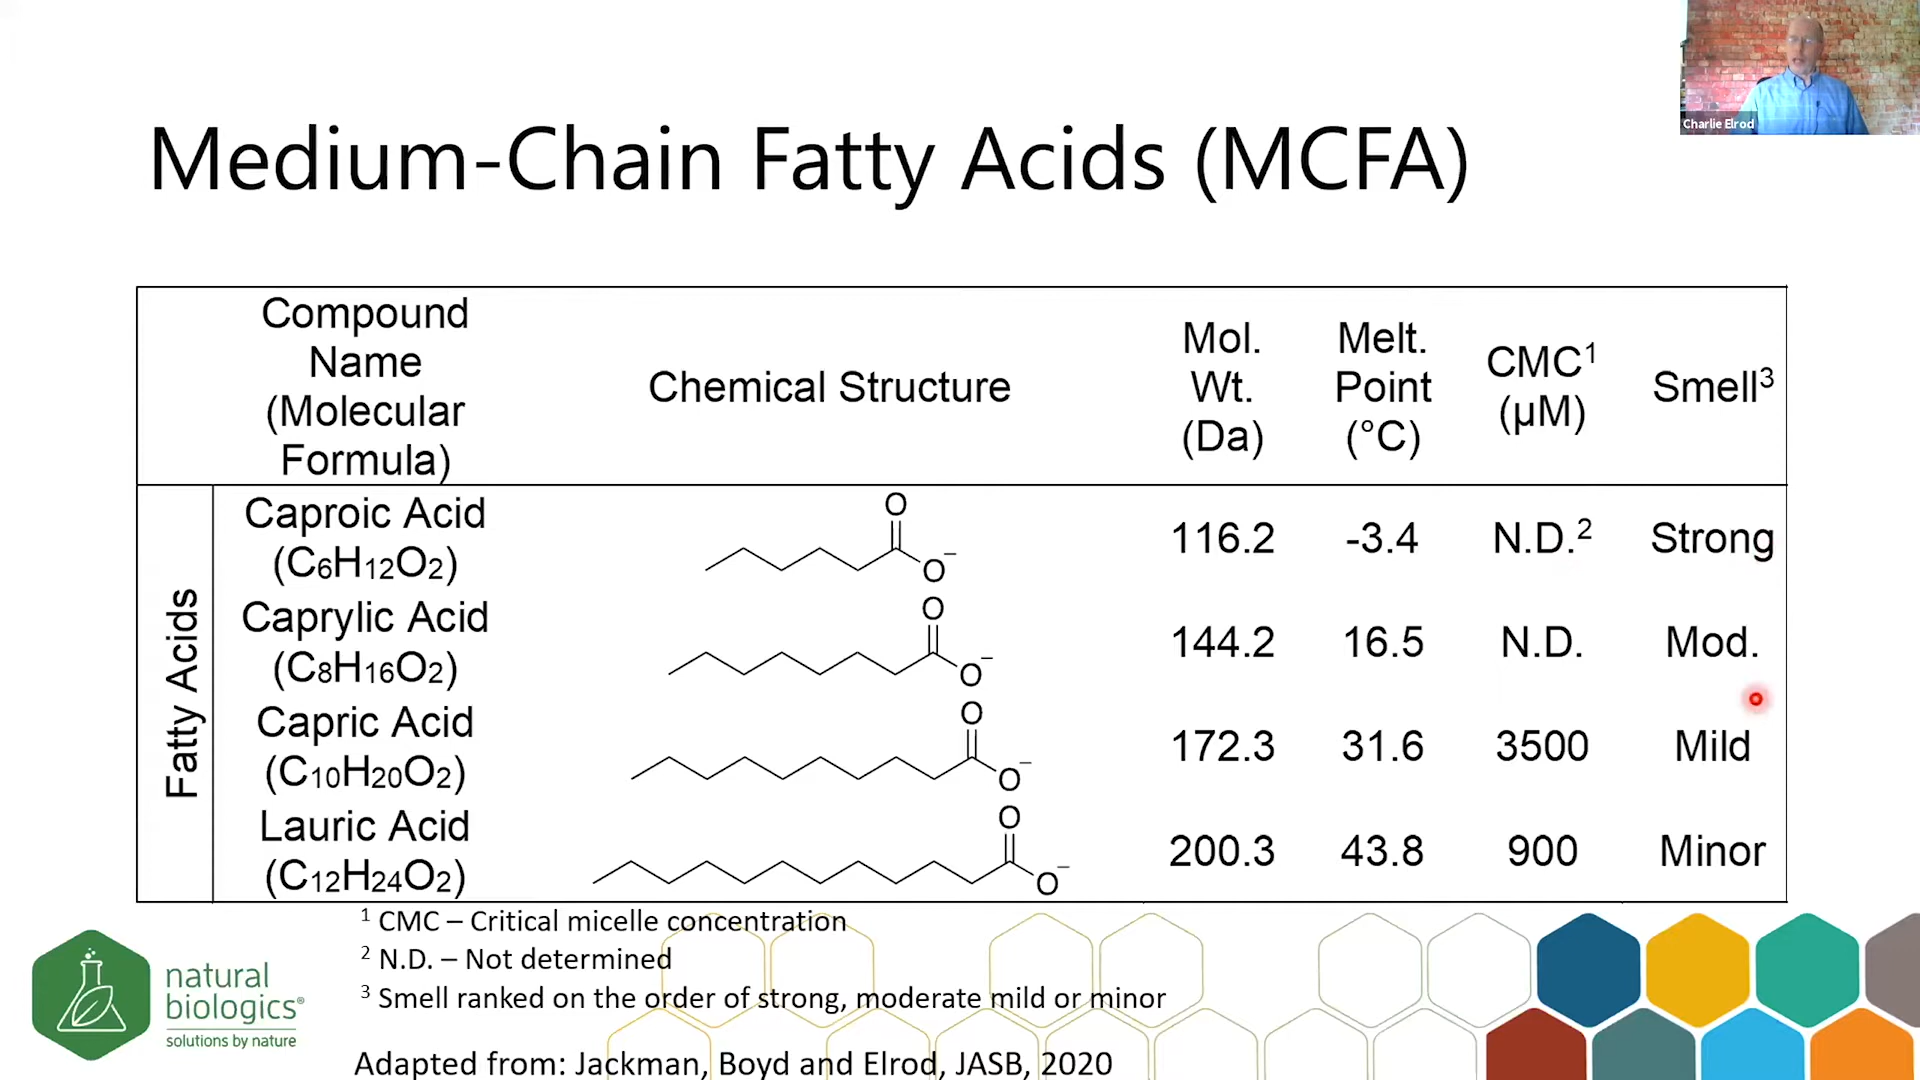 Charlie Elrod
Medium-Chain Fatty Acids (MCFA)
Compound
Name
(Molecular
Formula)
Chemical Structure
Mol.
Wt.
(Da)
Melt.
Point
(°C)
CMC¹
(µM)
Smell³
Fatty Acids
Caproic Acid
(C₆H₁₂O₂)
O
O⁻
116.2
-3.4
N.D.²
Strong
Caprylic Acid
(C₈H₁₆O₂)
O
O⁻
144.2
16.5
N.D.
Mod.
Capric Acid
(C₁₀H₂₀O₂)
O
O⁻
172.3
31.6
3500
Mild
Lauric Acid
(C₁₂H₂₄O₂)
O
O⁻
200.3
43.8
900
Minor
¹ CMC – Critical micelle concentration
² N.D. – Not determined
³ Smell ranked on the order of strong, moderate mild or minor
Adapted from: Jackman, Boyd and Elrod, JASB, 2020
natural
biologics®
solutions by nature